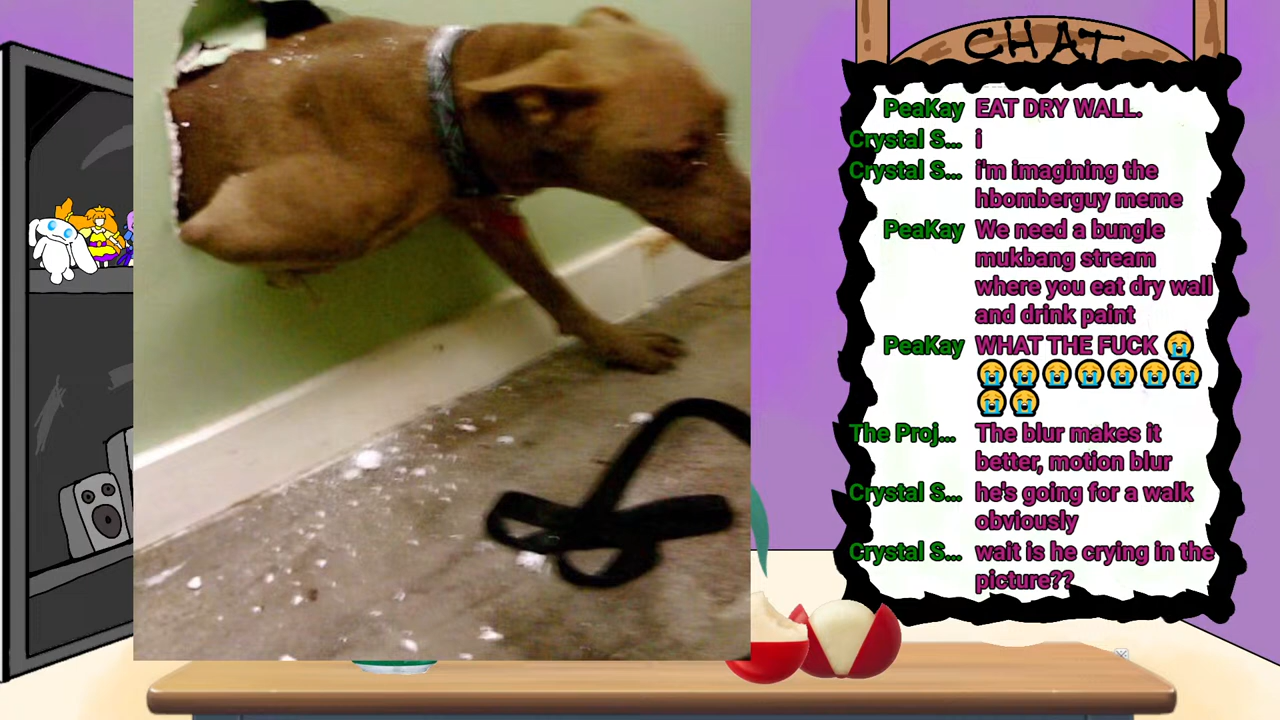 CHAT
PeaKay EAT DRY WALL.
Crystal S... i
Crystal S... i'm imagining the
hbomberguy meme
PeaKay We need a bungle
mukbang stream
where you eat dry wall
and drink paint
PeaKay WHAT THE FUCK 😭
😭😭😭😭😭😭😭
😭😭
The Proj... The blur makes it
better, motion blur
Crystal S... he's going for a walk
obviously
Crystal S... wait is he crying in the
picture??